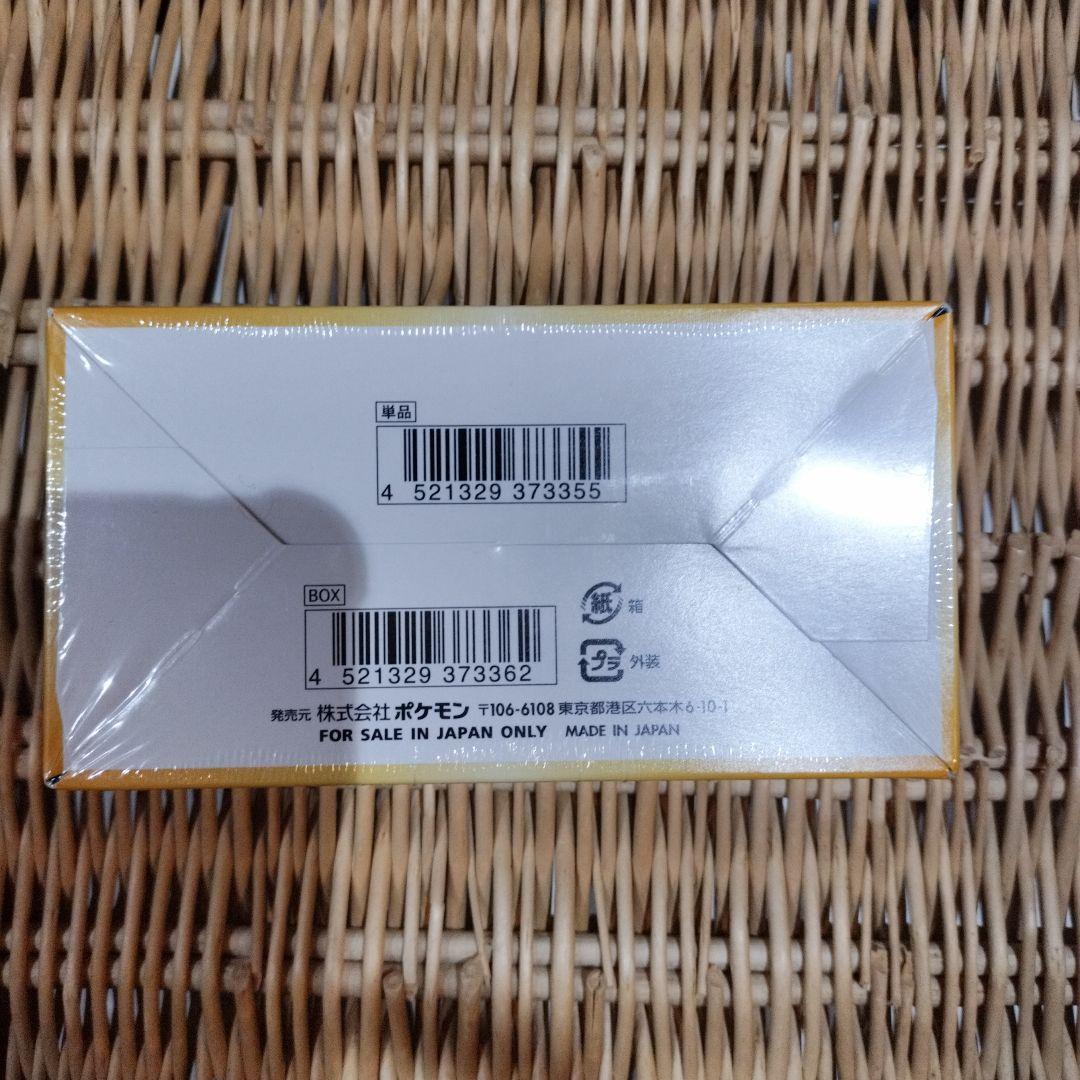 単品
4 521329 373355
BOX
4 521329 373362
紙 箱
プラ 外装
発売元 株式会社 ポケモン 〒106-6108 東京都港区六本木6-10-1
FOR SALE IN JAPAN ONLY MADE IN JAPAN